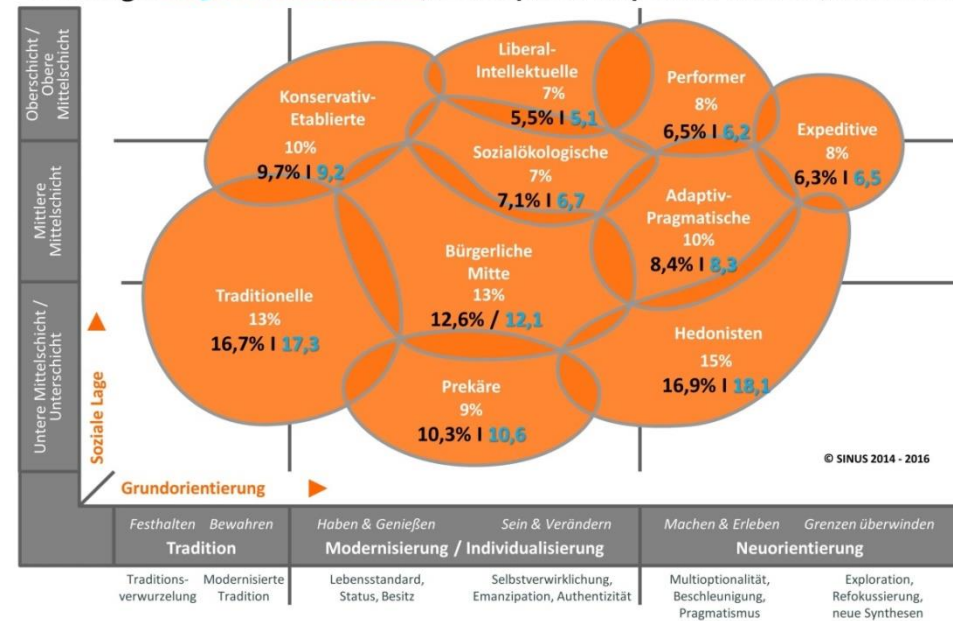 Oberschicht /
Obere
Mittelschicht
Mittlere
Mittelschicht
Untere Mittelschicht /
Unterschicht
Soziale Lage
Konservativ-
Etablierte
10%
9,7% I 9,2
Liberal-
Intellektuelle
7%
5,5% I 5,1
Performer
8%
6,5% I 6,2
Expeditive
8%
6,3% I 6,5
Sozialökologische
7%
7,1% I 6,7
Adaptiv-
Pragmatische
10%
8,4% I 8,3
Bürgerliche
Mitte
13%
12,6% / 12,1
Traditionelle
13%
16,7% I 17,3
Hedonisten
15%
16,9% I 18,1
Prekäre
9%
10,3% I 10,6
© SINUS 2014 - 2016
Grundorientierung
Festhalten Bewahren
Tradition
Haben & Genießen Sein & Verändern
Modernisierung / Individualisierung
Machen & Erleben Grenzen überwinden
Neuorientierung
Traditions-
verwurzelung
Modernisierte
Tradition
Lebensstandard,
Status, Besitz
Selbstverwirklichung,
Emanzipation, Authentizität
Multioptionalität,
Beschleunigung,
Pragmatismus
Exploration,
Refokussierung,
neue Synthesen